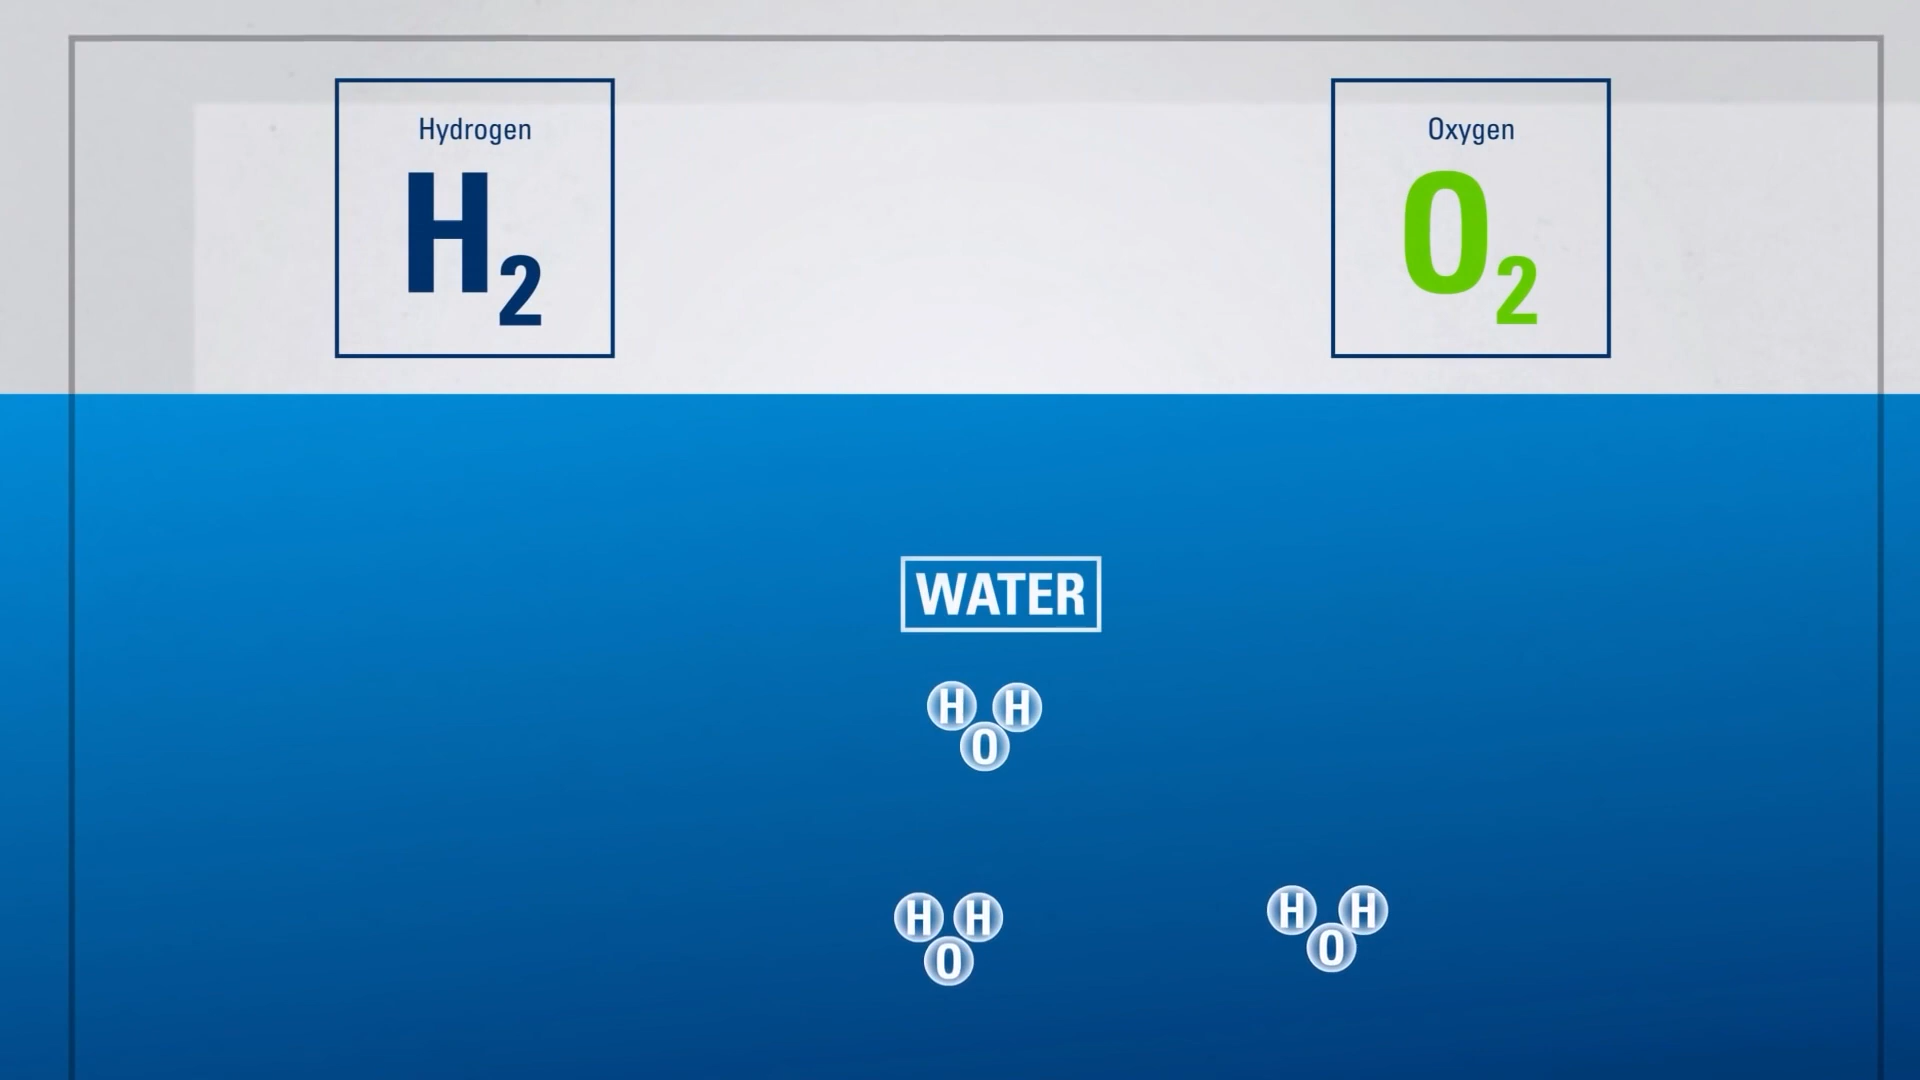 Hydrogen
H₂
Oxygen
O₂
WATER
H H
O
H H
O
H H
O